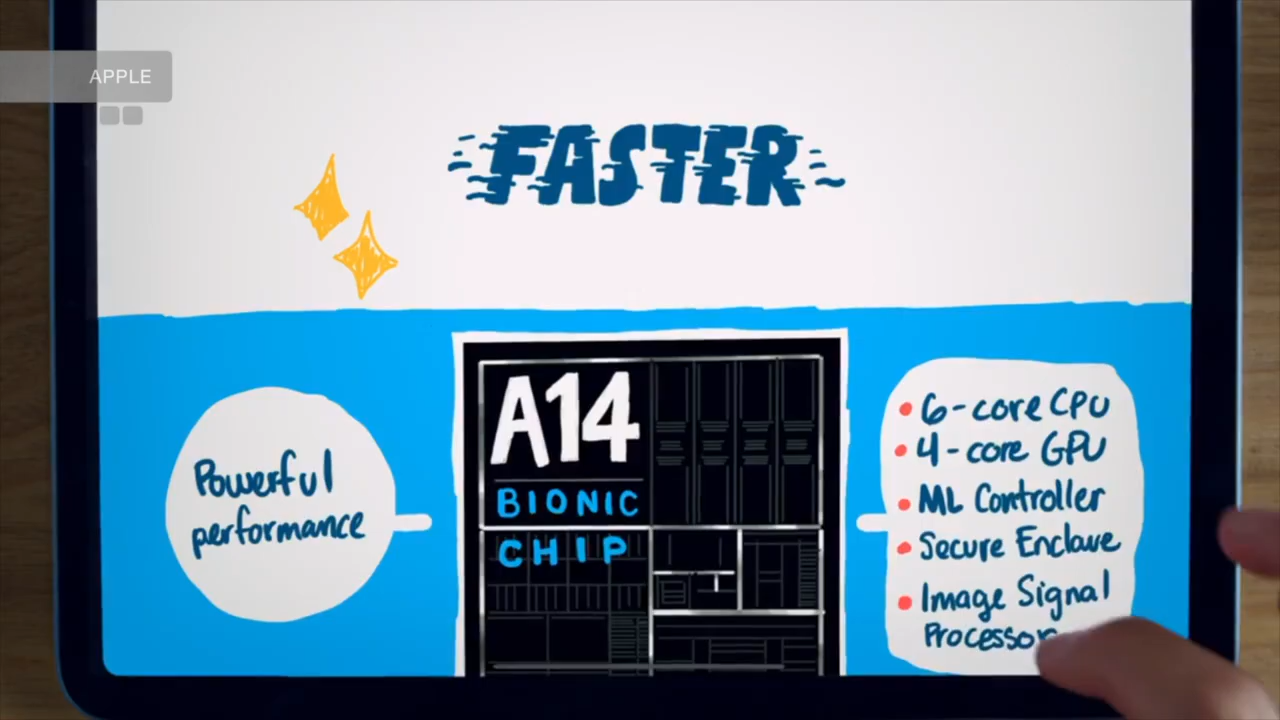 APPLE
FASTER
A14
BIONIC
CHIP
Powerful
performance
6-core CPU
4-core GPU
ML Controller
Secure Enclave
Image Signal
Processor